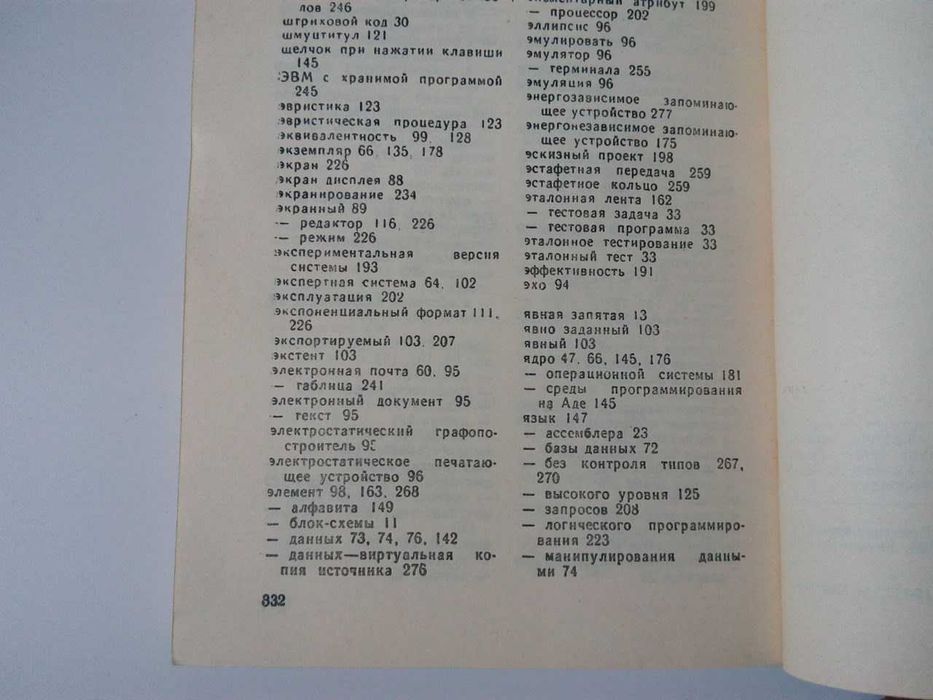 лов 246
штриховой код 30
шмуцтитул 121
щелчок при нажатии клавиши
145
ЭВМ с хранимой программой
245
эвристика 123
эвристическая процедура 123
эквивалентность 99, 128
экземпляр 66, 135, 178
экран 226
экран дисплея 88
экранирование 234
экранный 89
— редактор 116, 226
— режим 226
экспериментальная версия
системы 193
экспертная система 64, 102
эксплуатация 202
экспоненциальный формат 111,
226
экспортируемый 103, 207
экстент 103
электронная почта 60, 95
— таблица 241
электронный документ 95
— текст 95
электростатический графопо-
строитель 95
электростатическое печатаю-
щее устройство 96
элемент 98, 163, 268
— алфавита 149
— блок-схемы 11
— данных 73, 74, 76, 142
— данных—виртуальная ко-
пия источника 276
332
элементарный атрибут 199
— процессор 202
эллипсис 96
эмулировать 96
эмулятор 96
— терминала 255
эмуляция 96
энергозависимое запоминаю-
щее устройство 277
энергонезависимое запоминаю-
щее устройство 175
эскизный проект 198
эстафетная передача 259
эстафетное кольцо 259
эталонная лента 162
— тестовая задача 33
— тестовая программа 33
эталонное тестирование 33
эталонный тест 33
эффективность 191
эхо 94
явная запятая 13
явно заданный 103
явный 103
ядро 47, 66, 145, 176
— операционной системы 181
— среды программирования
на Аде 145
язык 147
— ассемблера 23
— базы данных 72
— без контроля типов 267,
270
— высокого уровня 125
— запросов 208
— логического программиро-
вания 223
— манипулирования данны-
ми 74